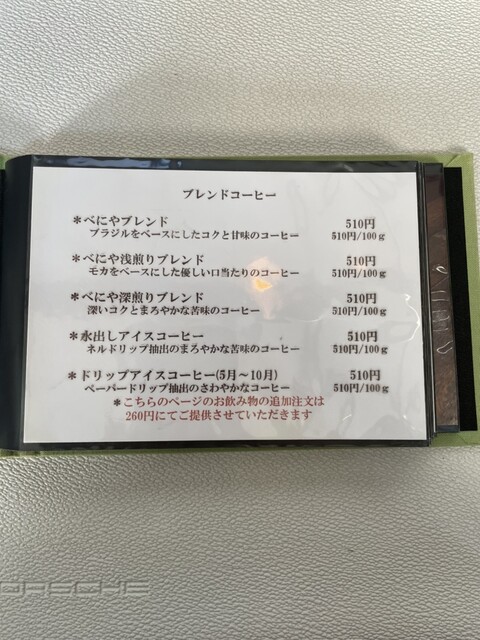 ブレンドコーヒー
＊べにやブレンド 510円
ブラジルをベースにしたコクと甘味のコーヒー 510円/100ｇ
＊べにや浅煎りブレンド 510円
モカをベースにした優しい口当たりのコーヒー 510円/100ｇ
＊べにや深煎りブレンド 510円
深いコクとまろやかな苦味のコーヒー 510円/100ｇ
＊水出しアイスコーヒー 510円
ネルドリップ抽出のまろやかな苦味のコーヒー 510円/100ｇ
＊ドリップアイスコーヒー(5月～10月) 510円
ペーパードリップ抽出のさわやかなコーヒー 510円/100ｇ
＊こちらのページのお飲み物の追加注文は
260円にてご提供させていただきます
PORSCHE